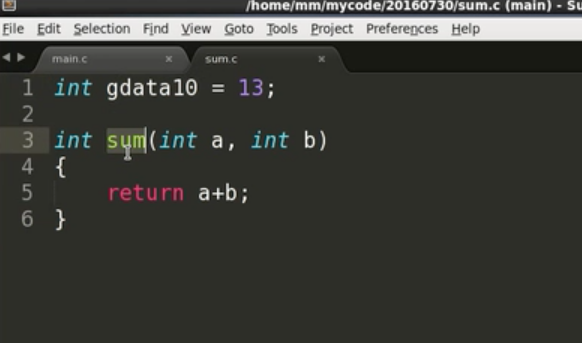 /home/mm/mycode/20160730/sum.c (main) - Su
File Edit Selection Find View Goto Tools Project Preferences Help
main.c × sum.c ×
1 int gdata10 = 13;
2
3 int sum(int a, int b)
4 {
5 return a+b;
6 }